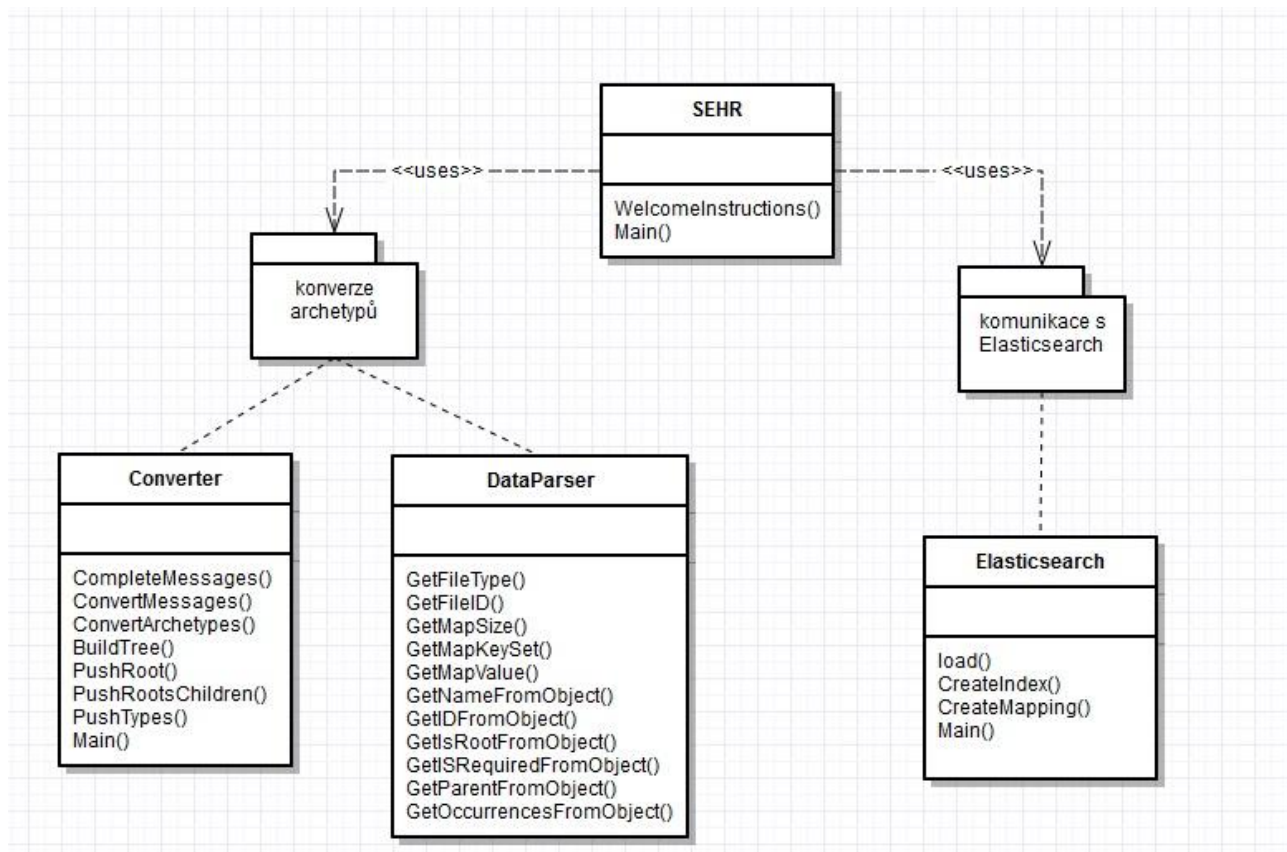 SEHR
WelcomeInstructions()
Main()
<<uses>>
<<uses>>
konverze
archetypů
komunikace s
Elasticsearch
Converter
CompleteMessages()
ConvertMessages()
ConvertArchetypes()
BuildTree()
PushRoot()
PushRootsChildren()
PushTypes()
Main()
DataParser
GetFileType()
GetFileID()
GetMapSize()
GetMapKeySet()
GetMapValue()
GetNameFromObject()
GetIDFromObject()
GetIsRootFromObject()
GetISRequiredFromObject()
GetParentFromObject()
GetOccurrencesFromObject()
Elasticsearch
load()
CreateIndex()
CreateMapping()
Main()